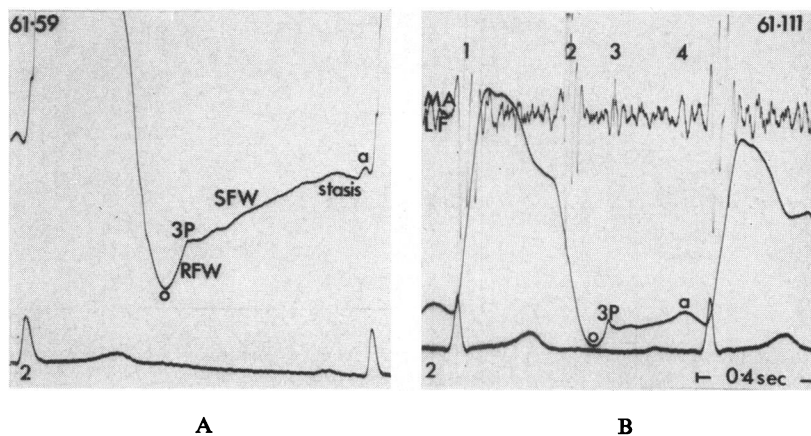 61·59
a
SFW
stasis
3P
RFW
o
2
A
61·111
1 2 3 4
MA
LF
3P
a
o
2
0·4 sec
B